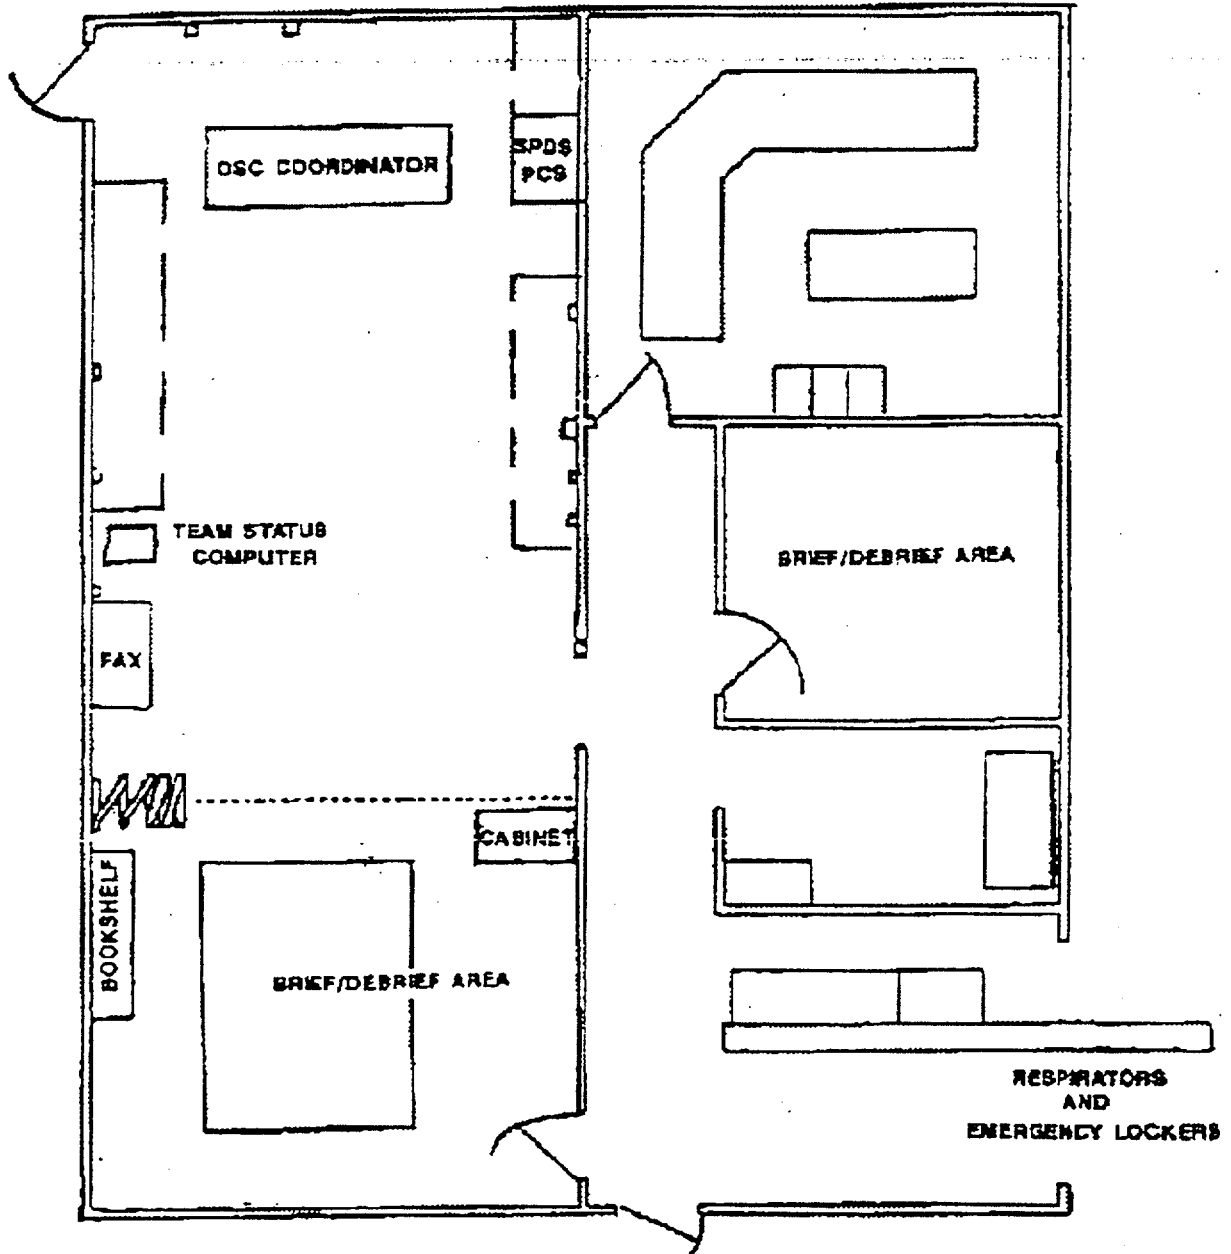 OSC COORDINATOR
SPDS
PCS
TEAM STATUS
COMPUTER
BRIEF/DEBRIEF AREA
FAX
CABINET
BOOKSHELF
BRIEF/DEBRIEF AREA
RESPIRATORS
AND
EMERGENCY LOCKERS